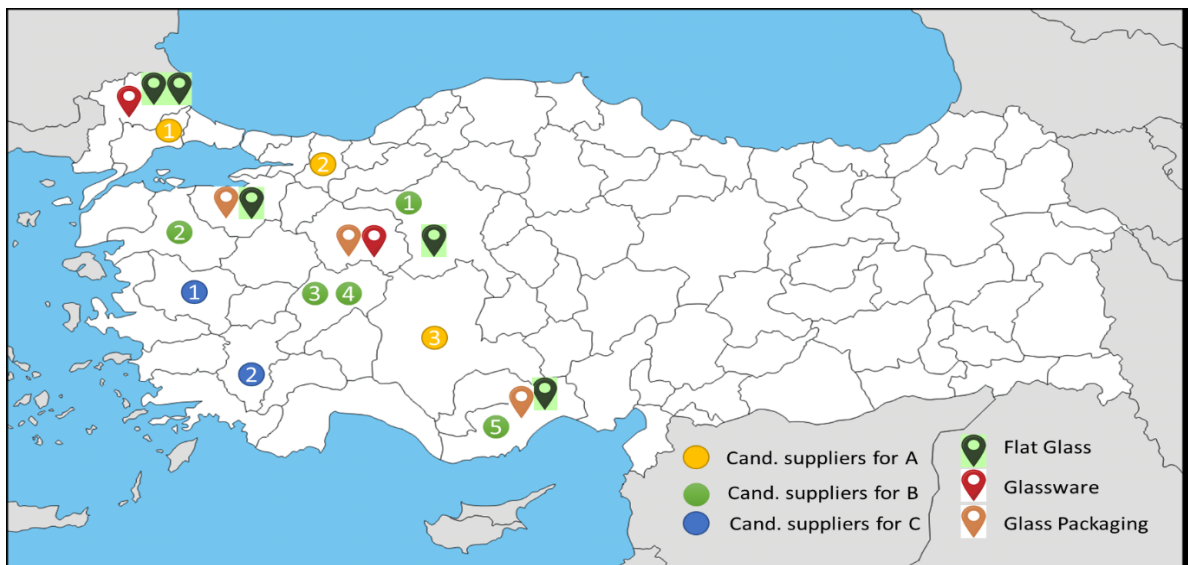 1
2
1
2
3
4
1
3
2
5
Cand. suppliers for A
Cand. suppliers for B
Cand. suppliers for C
Flat Glass
Glassware
Glass Packaging